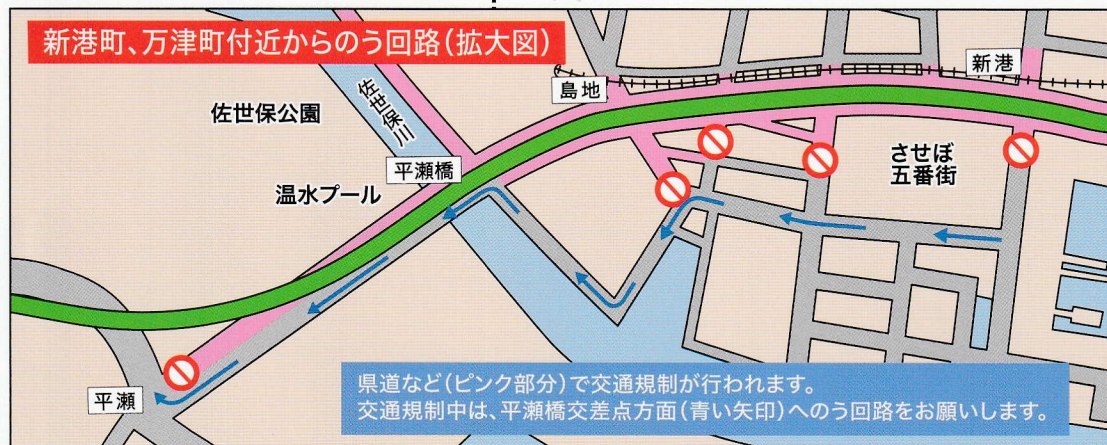 新港町、万津町付近からのう回路(拡大図)
新港
島地
佐世保公園
佐世保川
平瀬橋
させぼ
五番街
温水プール
平瀬
県道など(ピンク部分)で交通規制が行われます。
交通規制中は、平瀬橋交差点方面(青い矢印)へのう回路をお願いします。